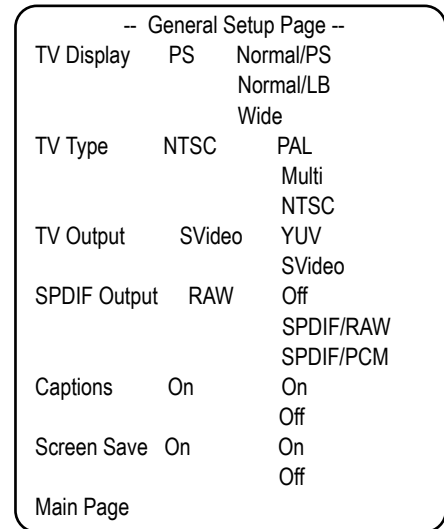 -- General Setup Page --
TV Display PS Normal/PS
Normal/LB
Wide
TV Type NTSC PAL
Multi
NTSC
TV Output SVideo YUV
SVideo
SPDIF Output RAW Off
SPDIF/RAW
SPDIF/PCM
Captions On On
Off
Screen Save On On
Off
Main Page